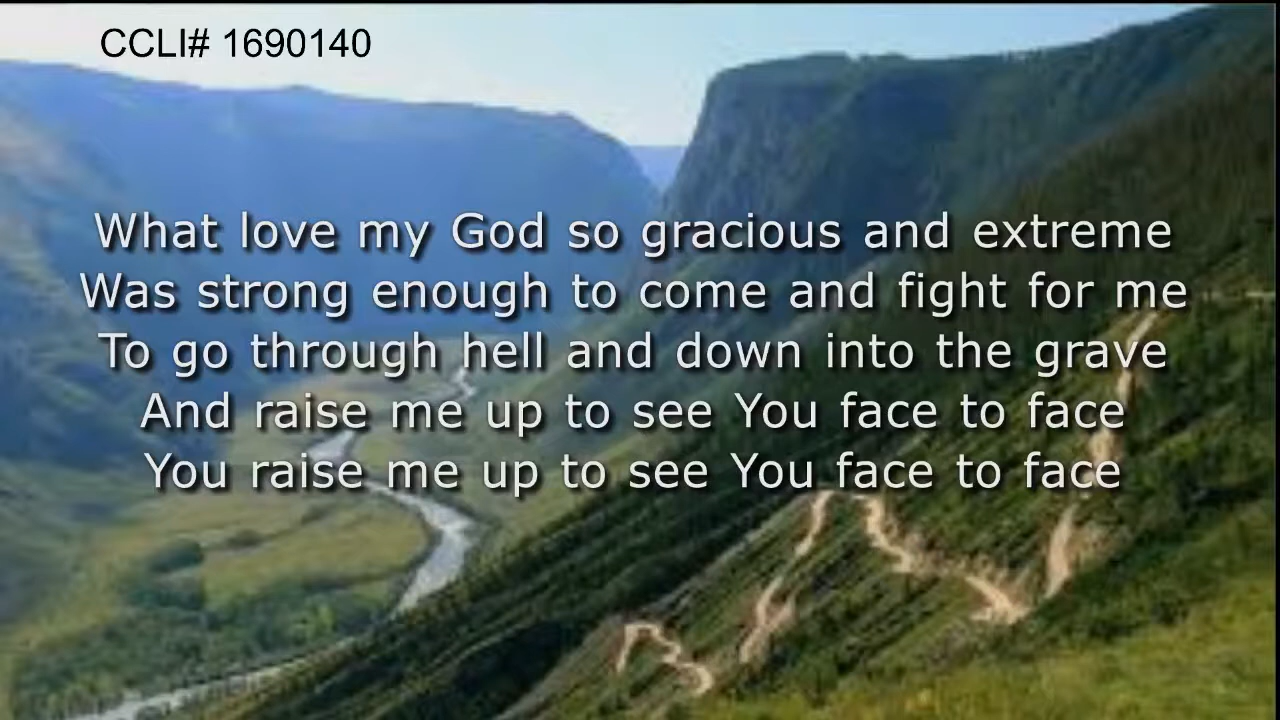 CCLI# 1690140
What love my God so gracious and extreme
Was strong enough to come and fight for me
To go through hell and down into the grave
And raise me up to see You face to face
You raise me up to see You face to face